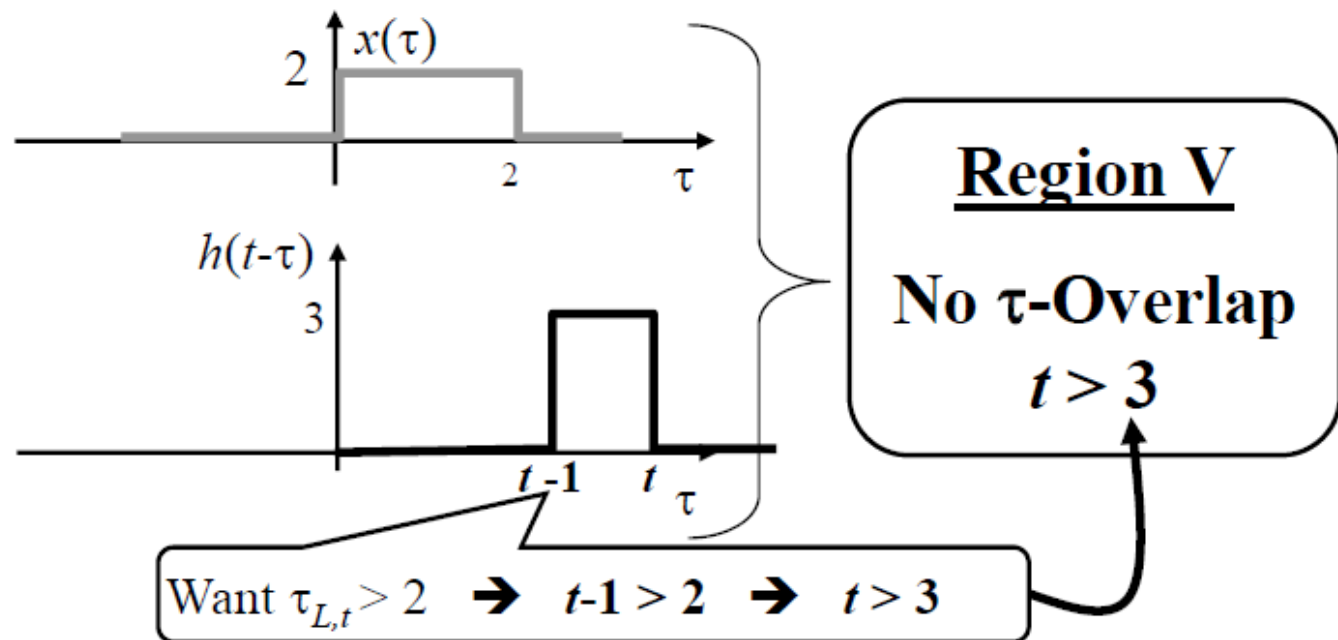 x(τ)
2
2
τ
h(t-τ)
3
t -1
t
τ
Region V
No τ-Overlap
t > 3
Want τL,t > 2 ➔ t-1 > 2 ➔ t > 3